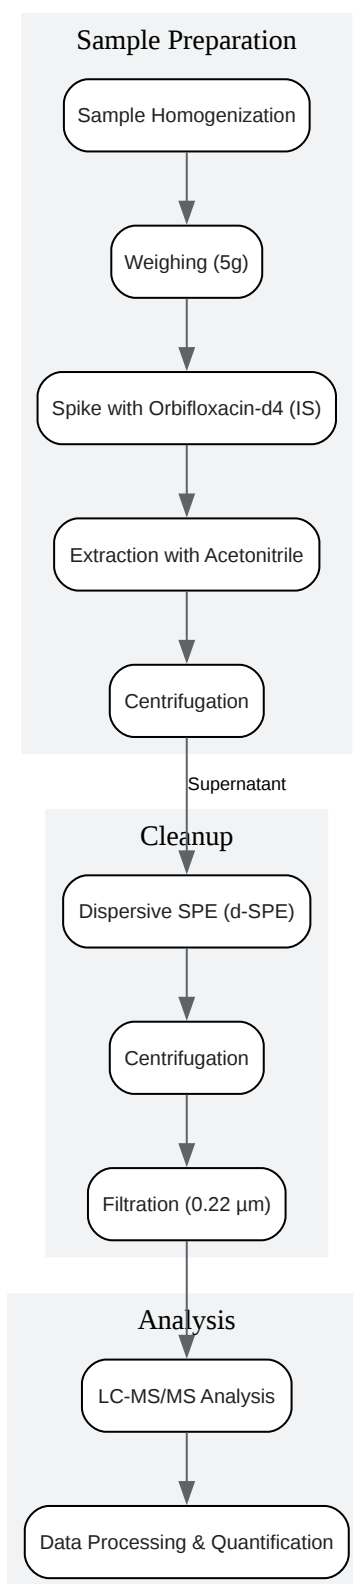 Sample Preparation
Sample Homogenization
Weighing (5g)
Spike with Orbifloxacin-d4 (IS)
Extraction with Acetonitrile
Centrifugation
Supernatant
Cleanup
Dispersive SPE (d-SPE)
Centrifugation
Filtration (0.22 µm)
Analysis
LC-MS/MS Analysis
Data Processing & Quantification